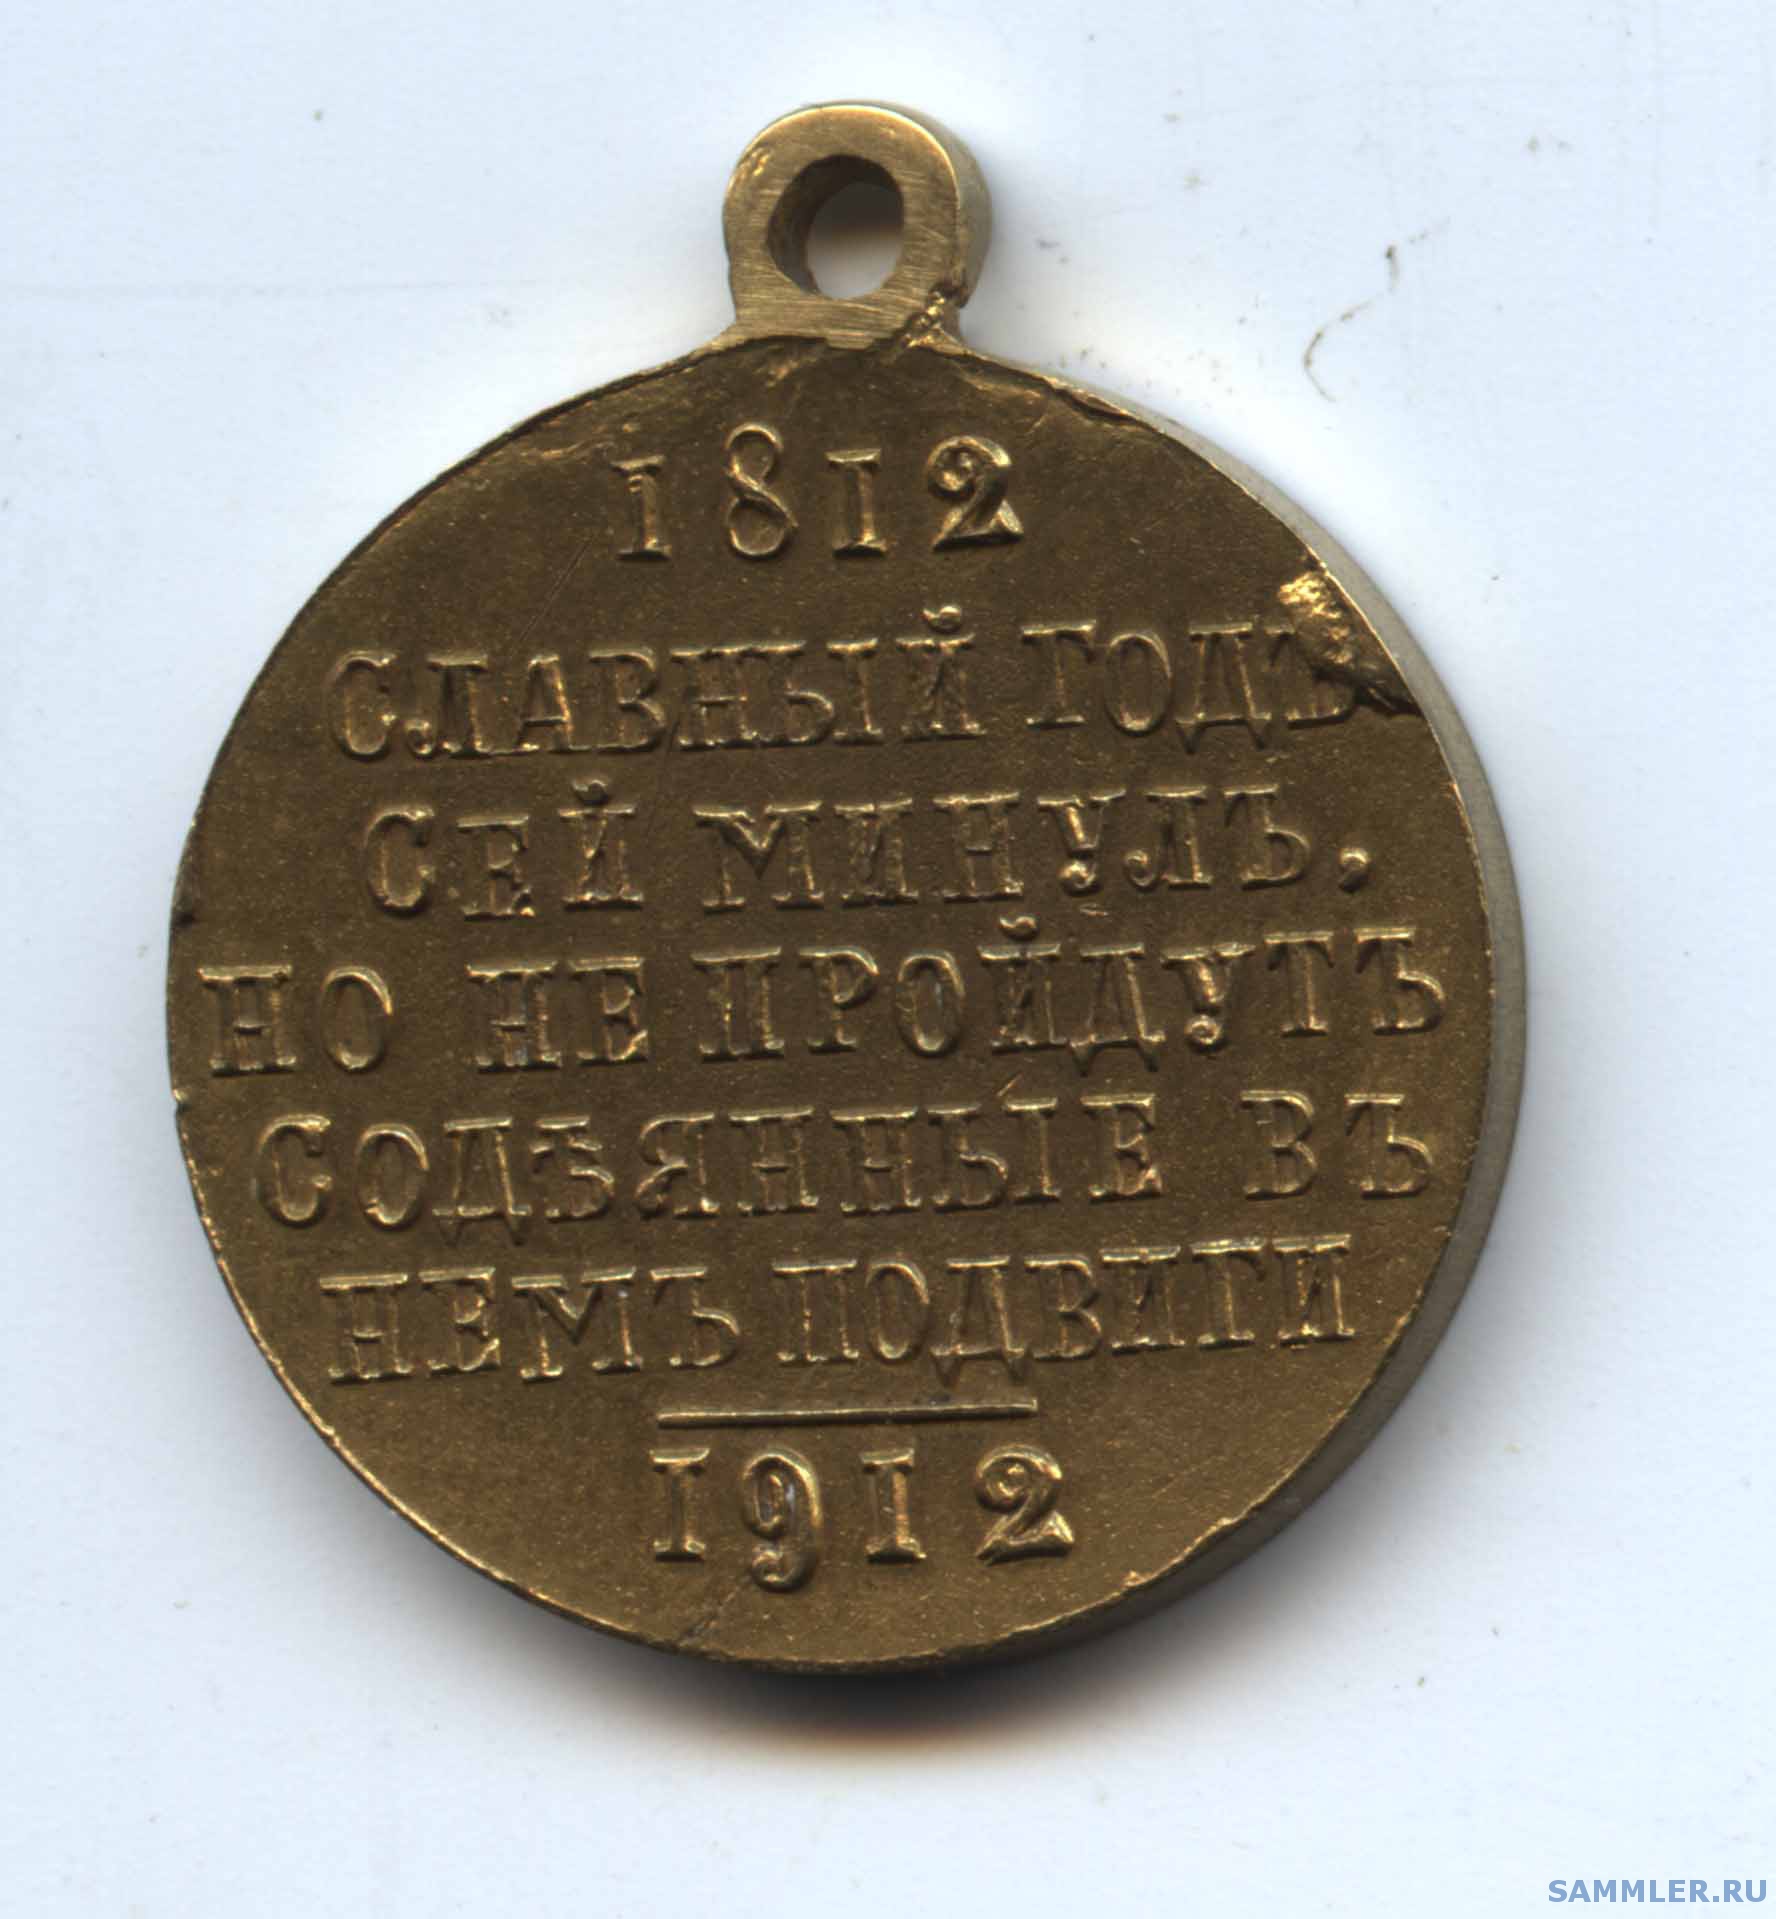 1812
СЛАВНЫЙ ГОДЪ
СЕЙ МИНУЛЪ,
НО НЕ ПРОЙДУТЪ
СОДѢЯННЫЕ ВЪ
НЕМЪ ПОДВИГИ
1912
SAMMLER.RU